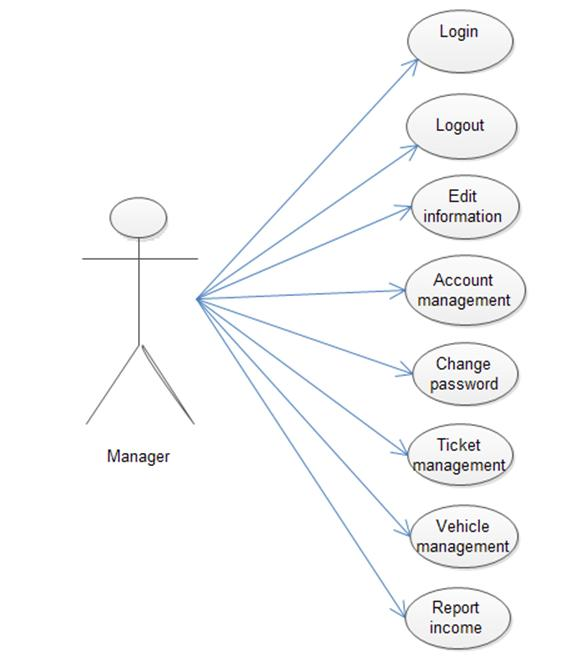 Login
Logout
Edit
information
Account
management
Change
password
Ticket
management
Vehicle
management
Report
income
Manager